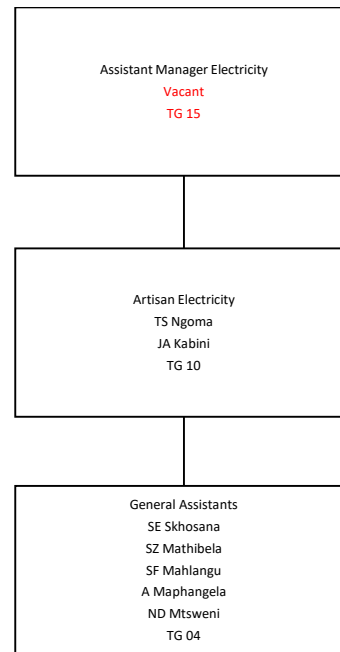 Assistant Manager Electricity
Vacant
TG 15
Artisan Electricity
TS Ngoma
JA Kabini
TG 10
General Assistants
SE Skhosana
SZ Mathibela
SF Mahlangu
A Maphangela
ND Mtsweni
TG 04